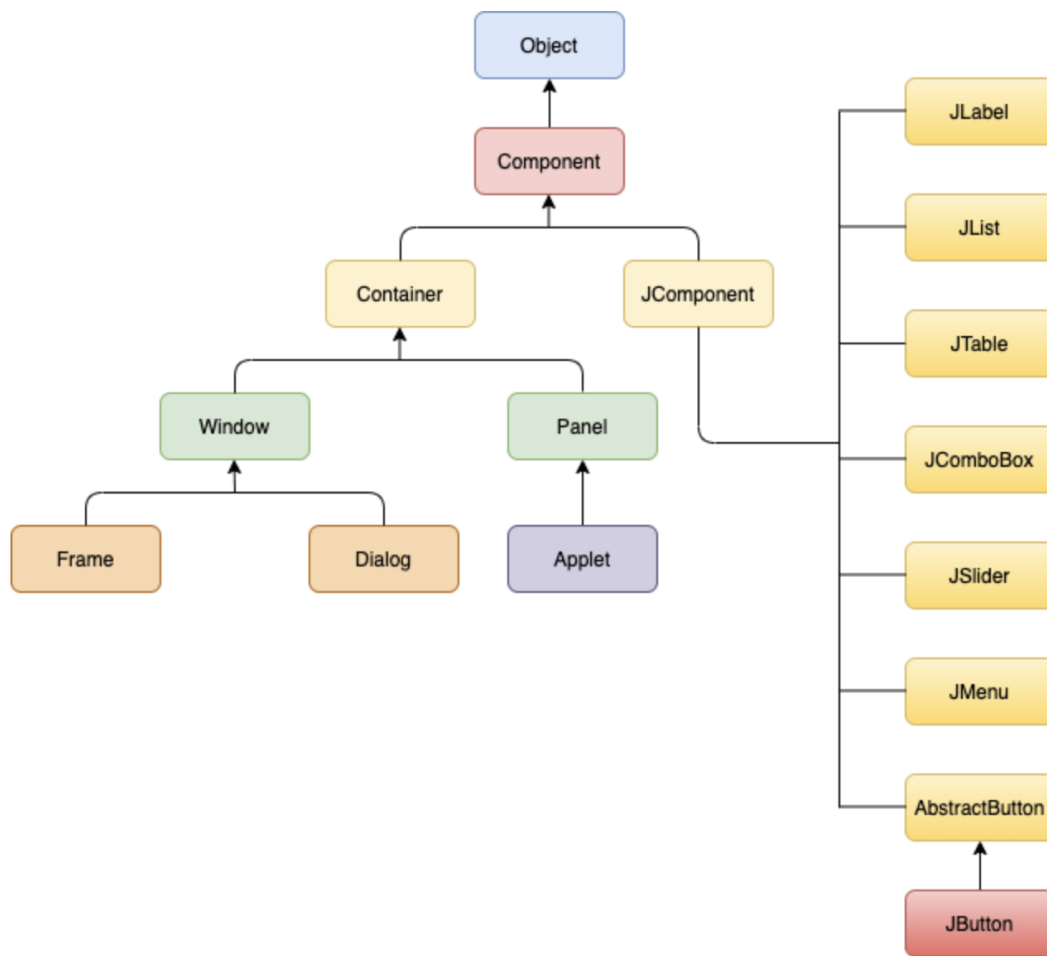 Object
JLabel
Component
JList
Container
JComponent
JTable
Window
Panel
JComboBox
Frame
Dialog
Applet
JSlider
JMenu
AbstractButton
JButton